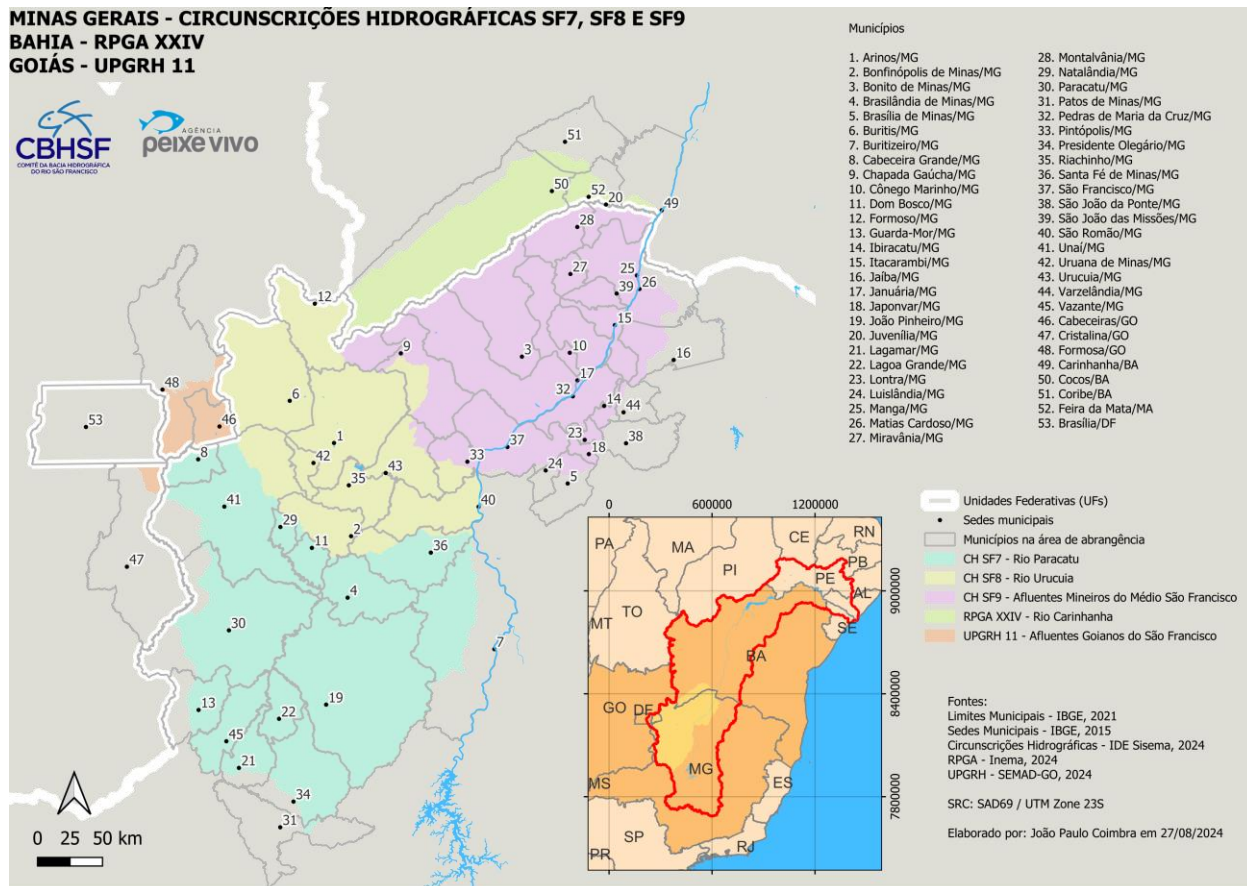 MINAS GERAIS - CIRCUNSCRIÇÕES HIDROGRÁFICAS SF7, SF8 E SF9
BAHIA - RPGA XXIV
GOIÁS - UPGRH 11
CBHSF
COMITÊ DA BACIA HIDROGRÁFICA
DO RIO SÃO FRANCISCO
AGÊNCIA
peixe vivo
Municípios
1. Arinos/MG
2. Bonfinópolis de Minas/MG
3. Bonito de Minas/MG
4. Brasilândia de Minas/MG
5. Brasília de Minas/MG
6. Buritis/MG
7. Buritizeiro/MG
8. Cabeceira Grande/MG
9. Chapada Gaúcha/MG
10. Cônego Marinho/MG
11. Dom Bosco/MG
12. Formoso/MG
13. Guarda-Mor/MG
14. Ibiracatu/MG
15. Itacarambi/MG
16. Jaíba/MG
17. Januária/MG
18. Japonvar/MG
19. João Pinheiro/MG
20. Juvenília/MG
21. Lagamar/MG
22. Lagoa Grande/MG
23. Lontra/MG
24. Luislândia/MG
25. Manga/MG
26. Matias Cardoso/MG
27. Miravânia/MG
28. Montalvânia/MG
29. Natalândia/MG
30. Paracatu/MG
31. Patos de Minas/MG
32. Pedras de Maria da Cruz/MG
33. Pintópolis/MG
34. Presidente Olegário/MG
35. Riachinho/MG
36. Santa Fé de Minas/MG
37. São Francisco/MG
38. São João da Ponte/MG
39. São João das Missões/MG
40. São Romão/MG
41. Unaí/MG
42. Uruana de Minas/MG
43. Urucuia/MG
44. Varzelândia/MG
45. Vazante/MG
46. Cabeceiras/GO
47. Cristalina/GO
48. Formosa/GO
49. Carinhanha/BA
50. Cocos/BA
51. Coribe/BA
52. Feira da Mata/MA
53. Brasília/DF
51
50
52
20
49
28
27
25
26
39
12
15
9
3
10
16
48
17
32
6
14
44
53
46
1
23
38
37
18
8
42
33
24
43
35
5
41
40
29
2
11
36
47
4
30
7
13
19
22
45
21
34
31
0 25 50 km
Unidades Federativas (UFs)
Sedes municipais
Municípios na área de abrangência
CH SF7 - Rio Paracatu
CH SF8 - Rio Urucuia
CH SF9 - Afluentes Mineiros do Médio São Francisco
RPGA XXIV - Rio Carinhanha
UPGRH 11 - Afluentes Goianos do São Francisco
0 600000 1200000
PA
MA
CE
RN
PB
PI
PE
AL
TO
MT
SE
BA
GO
DF
MG
MS
ES
SP
RJ
PR
9000000
8400000
7800000
Fontes:
Limites Municipais - IBGE, 2021
Sedes Municipais - IBGE, 2015
Circunscrições Hidrográficas - IDE Sisema, 2024
RPGA - Inema, 2024
UPGRH - SEMAD-GO, 2024
SRC: SAD69 / UTM Zone 23S
Elaborado por: João Paulo Coimbra em 27/08/2024